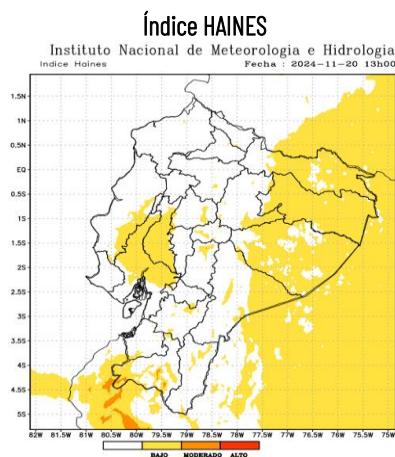 Índice HAINES
Instituto Nacional de Meteorologia e Hidrologia
Indice Haines Fecha : 2024-11-20 13h00
1.5N
1N
0.5N
EQ
0.5S
1S
1.5S
2S
2.5S
3S
3.5S
4S
4.5S
5S
82W 81.5W 81W 80.5W 80W 79.5W 79W 78.5W 78W 77.5W 77W 76.5W 76W 75.5W 75W
BAJO MODERADO ALTO